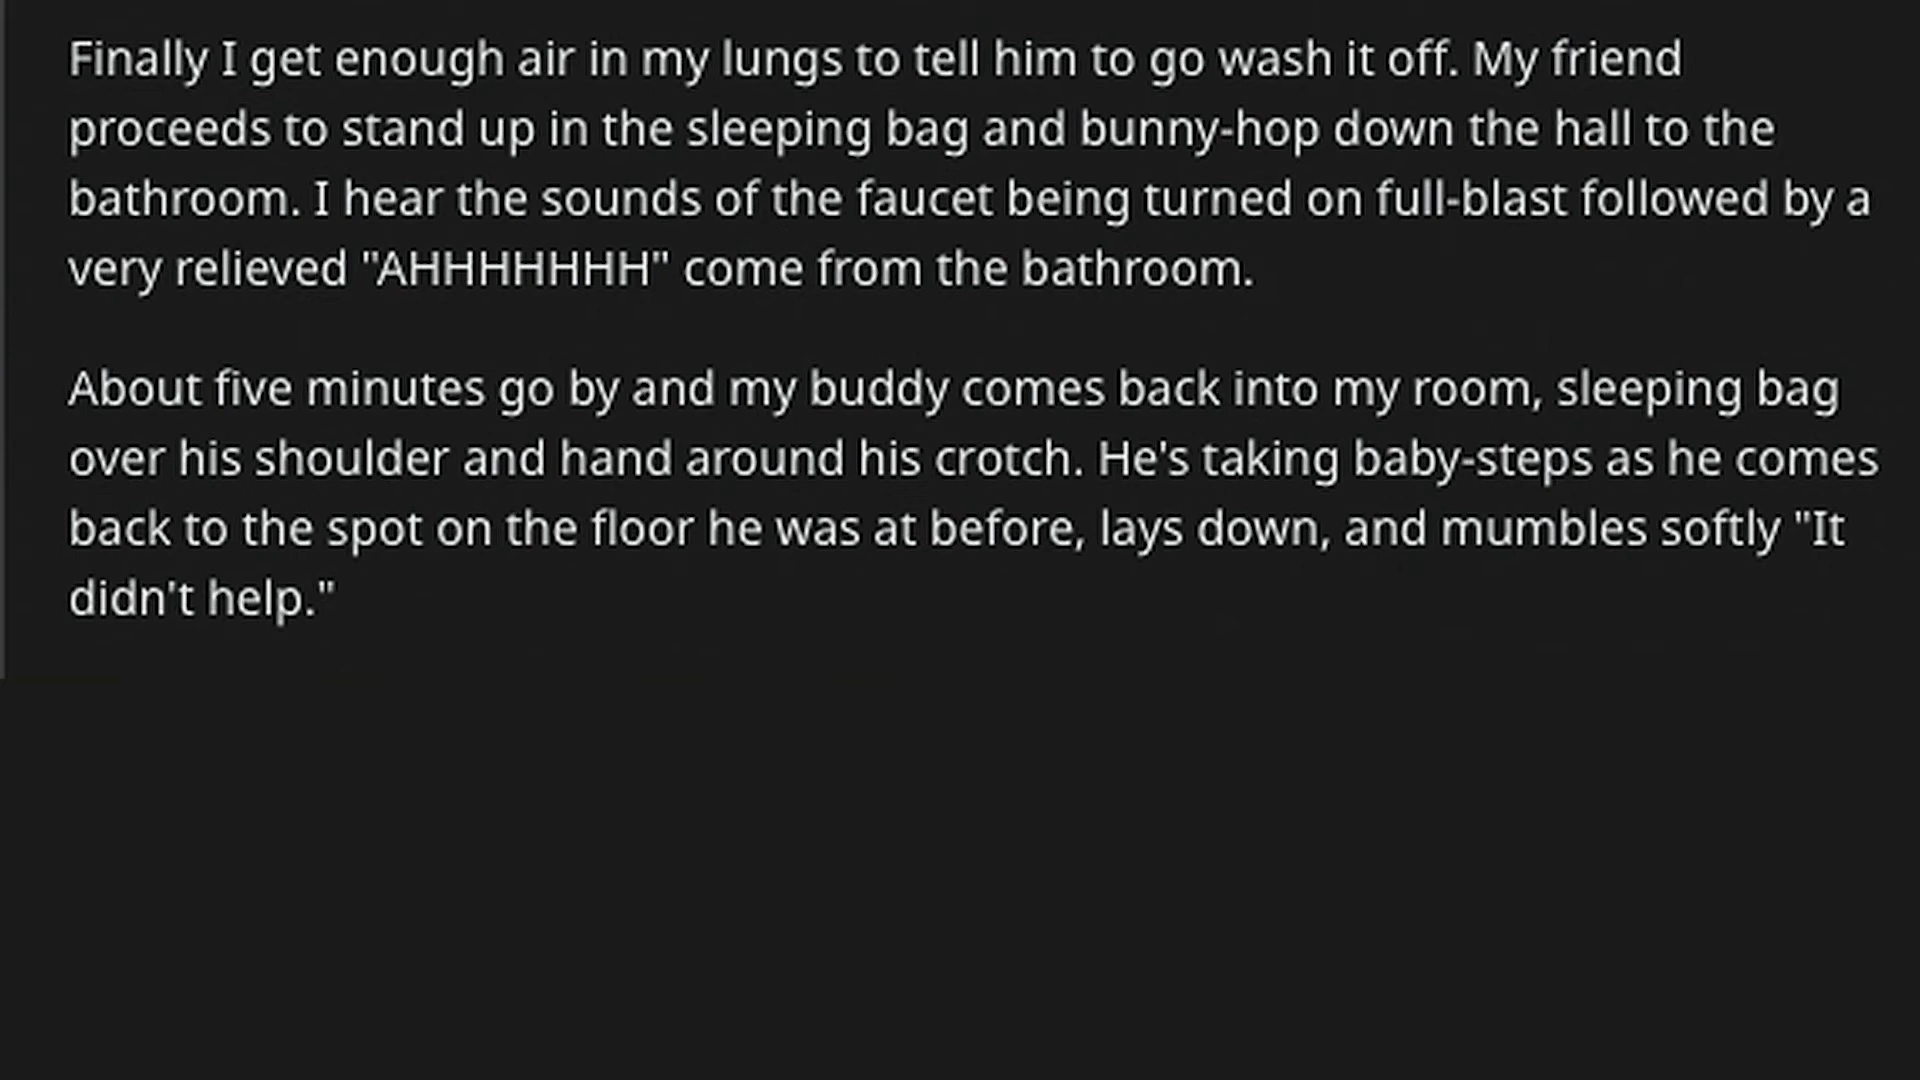 Finally I get enough air in my lungs to tell him to go wash it off. My friend
proceeds to stand up in the sleeping bag and bunny-hop down the hall to the
bathroom. I hear the sounds of the faucet being turned on full-blast followed by a
very relieved "AHHHHHHH" come from the bathroom.
About five minutes go by and my buddy comes back into my room, sleeping bag
over his shoulder and hand around his crotch. He's taking baby-steps as he comes
back to the spot on the floor he was at before, lays down, and mumbles softly "It
didn't help."